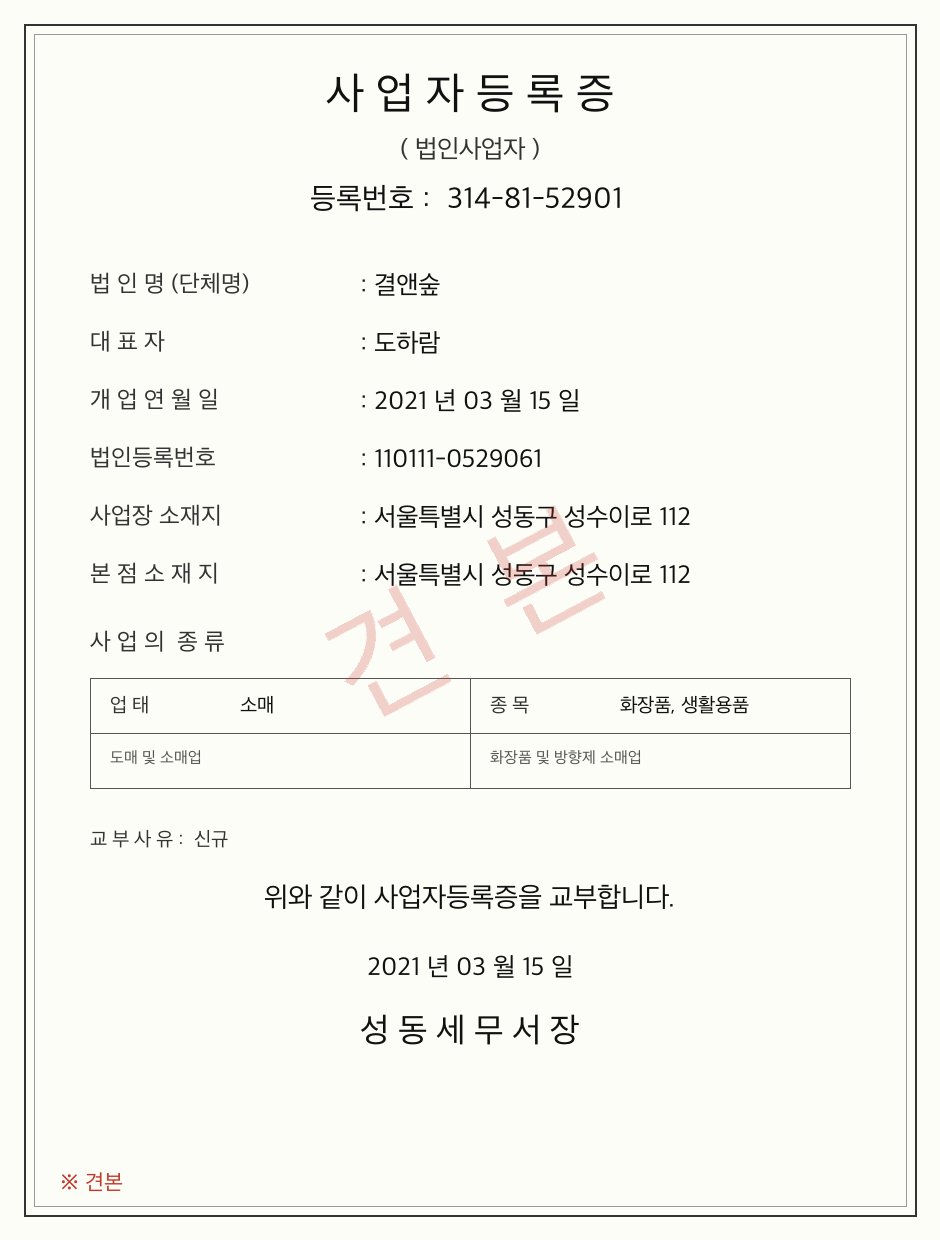 사업자등록증
( 법인사업자 )
등록번호 : 314-81-52901
법 인 명 (단체명) : 결앤숲
대 표 자 : 도하람
개 업 연 월 일 : 2021 년 03 월 15 일
법인등록번호 : 110111-0529061
사업장 소재지 : 서울특별시 성동구 성수이로 112
본 점 소 재 지 : 서울특별시 성동구 성수이로 112
사 업 의 종 류
업 태 소매 종 목 화장품, 생활용품
도매 및 소매업 화장품 및 방향제 소매업
견 본
교 부 사 유 : 신규
위와 같이 사업자등록증을 교부합니다.
2021 년 03 월 15 일
성 동 세 무 서 장
※ 견본